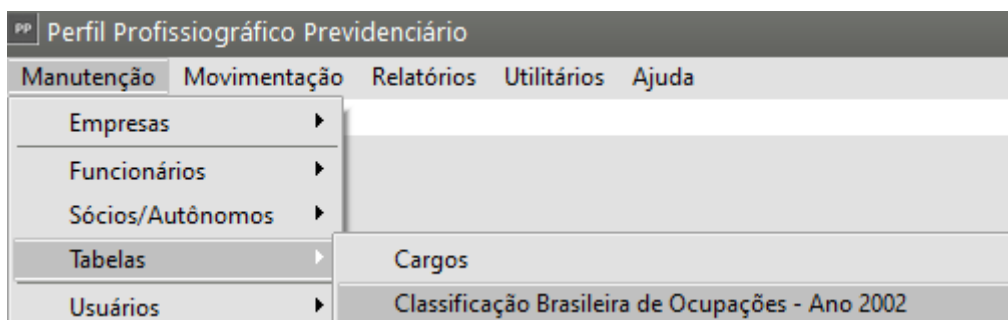 PP Perfil Profissiográfico Previdenciário
Manutenção Movimentação Relatórios Utilitários Ajuda
Empresas
Funcionários
Sócios/Autônomos
Tabelas Cargos
Usuários Classificação Brasileira de Ocupações - Ano 2002